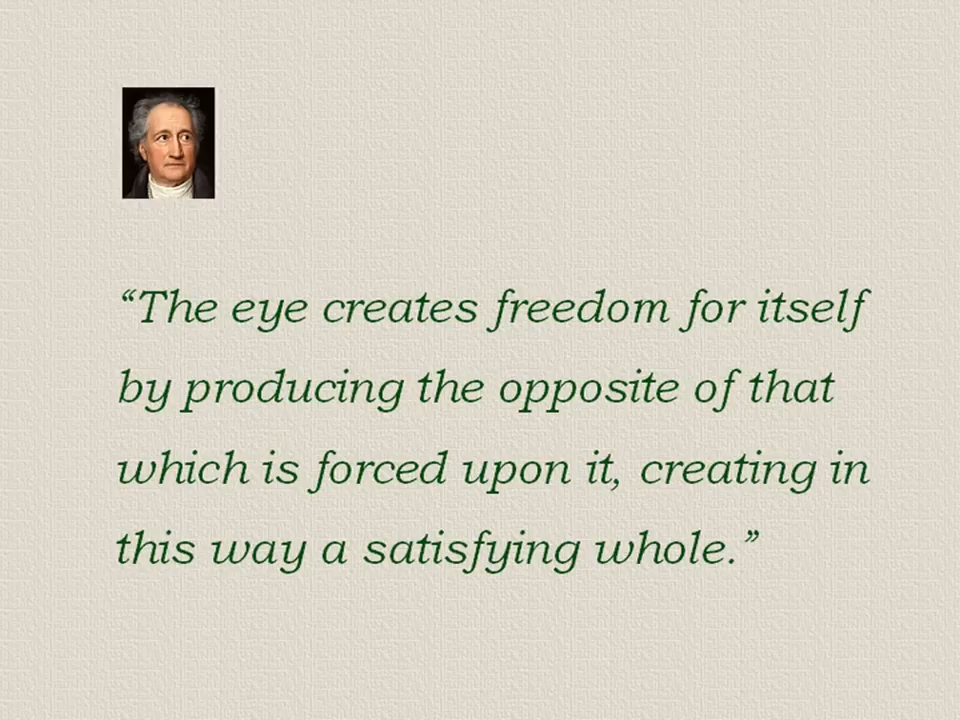 “The eye creates freedom for itself
by producing the opposite of that
which is forced upon it, creating in
this way a satisfying whole.”